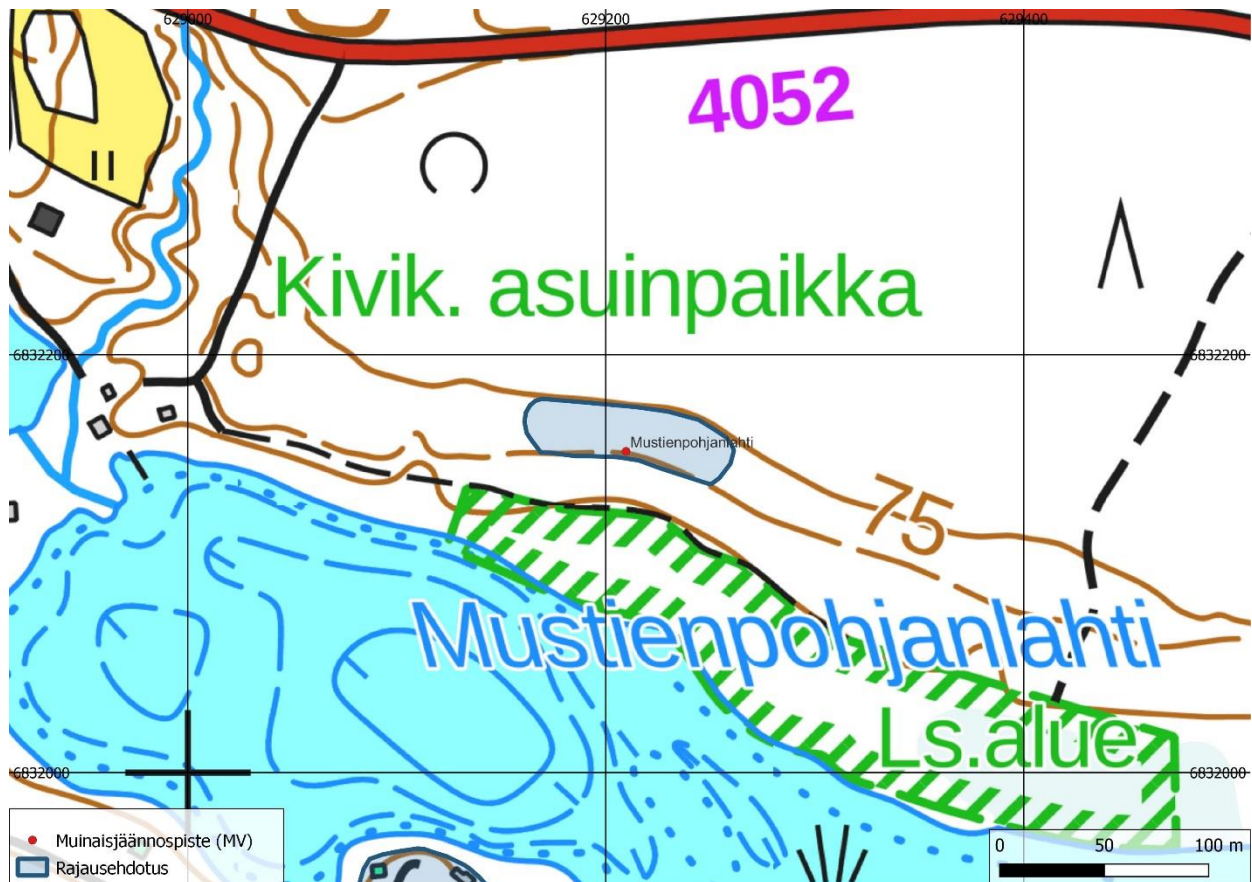 629000 629200 629400
4052
Kivik. asuinpaikka
6832200 6832200
Mustienpohjanlahti
75
Mustienpohjanlahti
Ls.alue
6832000 6832000
Muinaisjäännospiste (MV)
Rajausehdotus
0 50 100 m